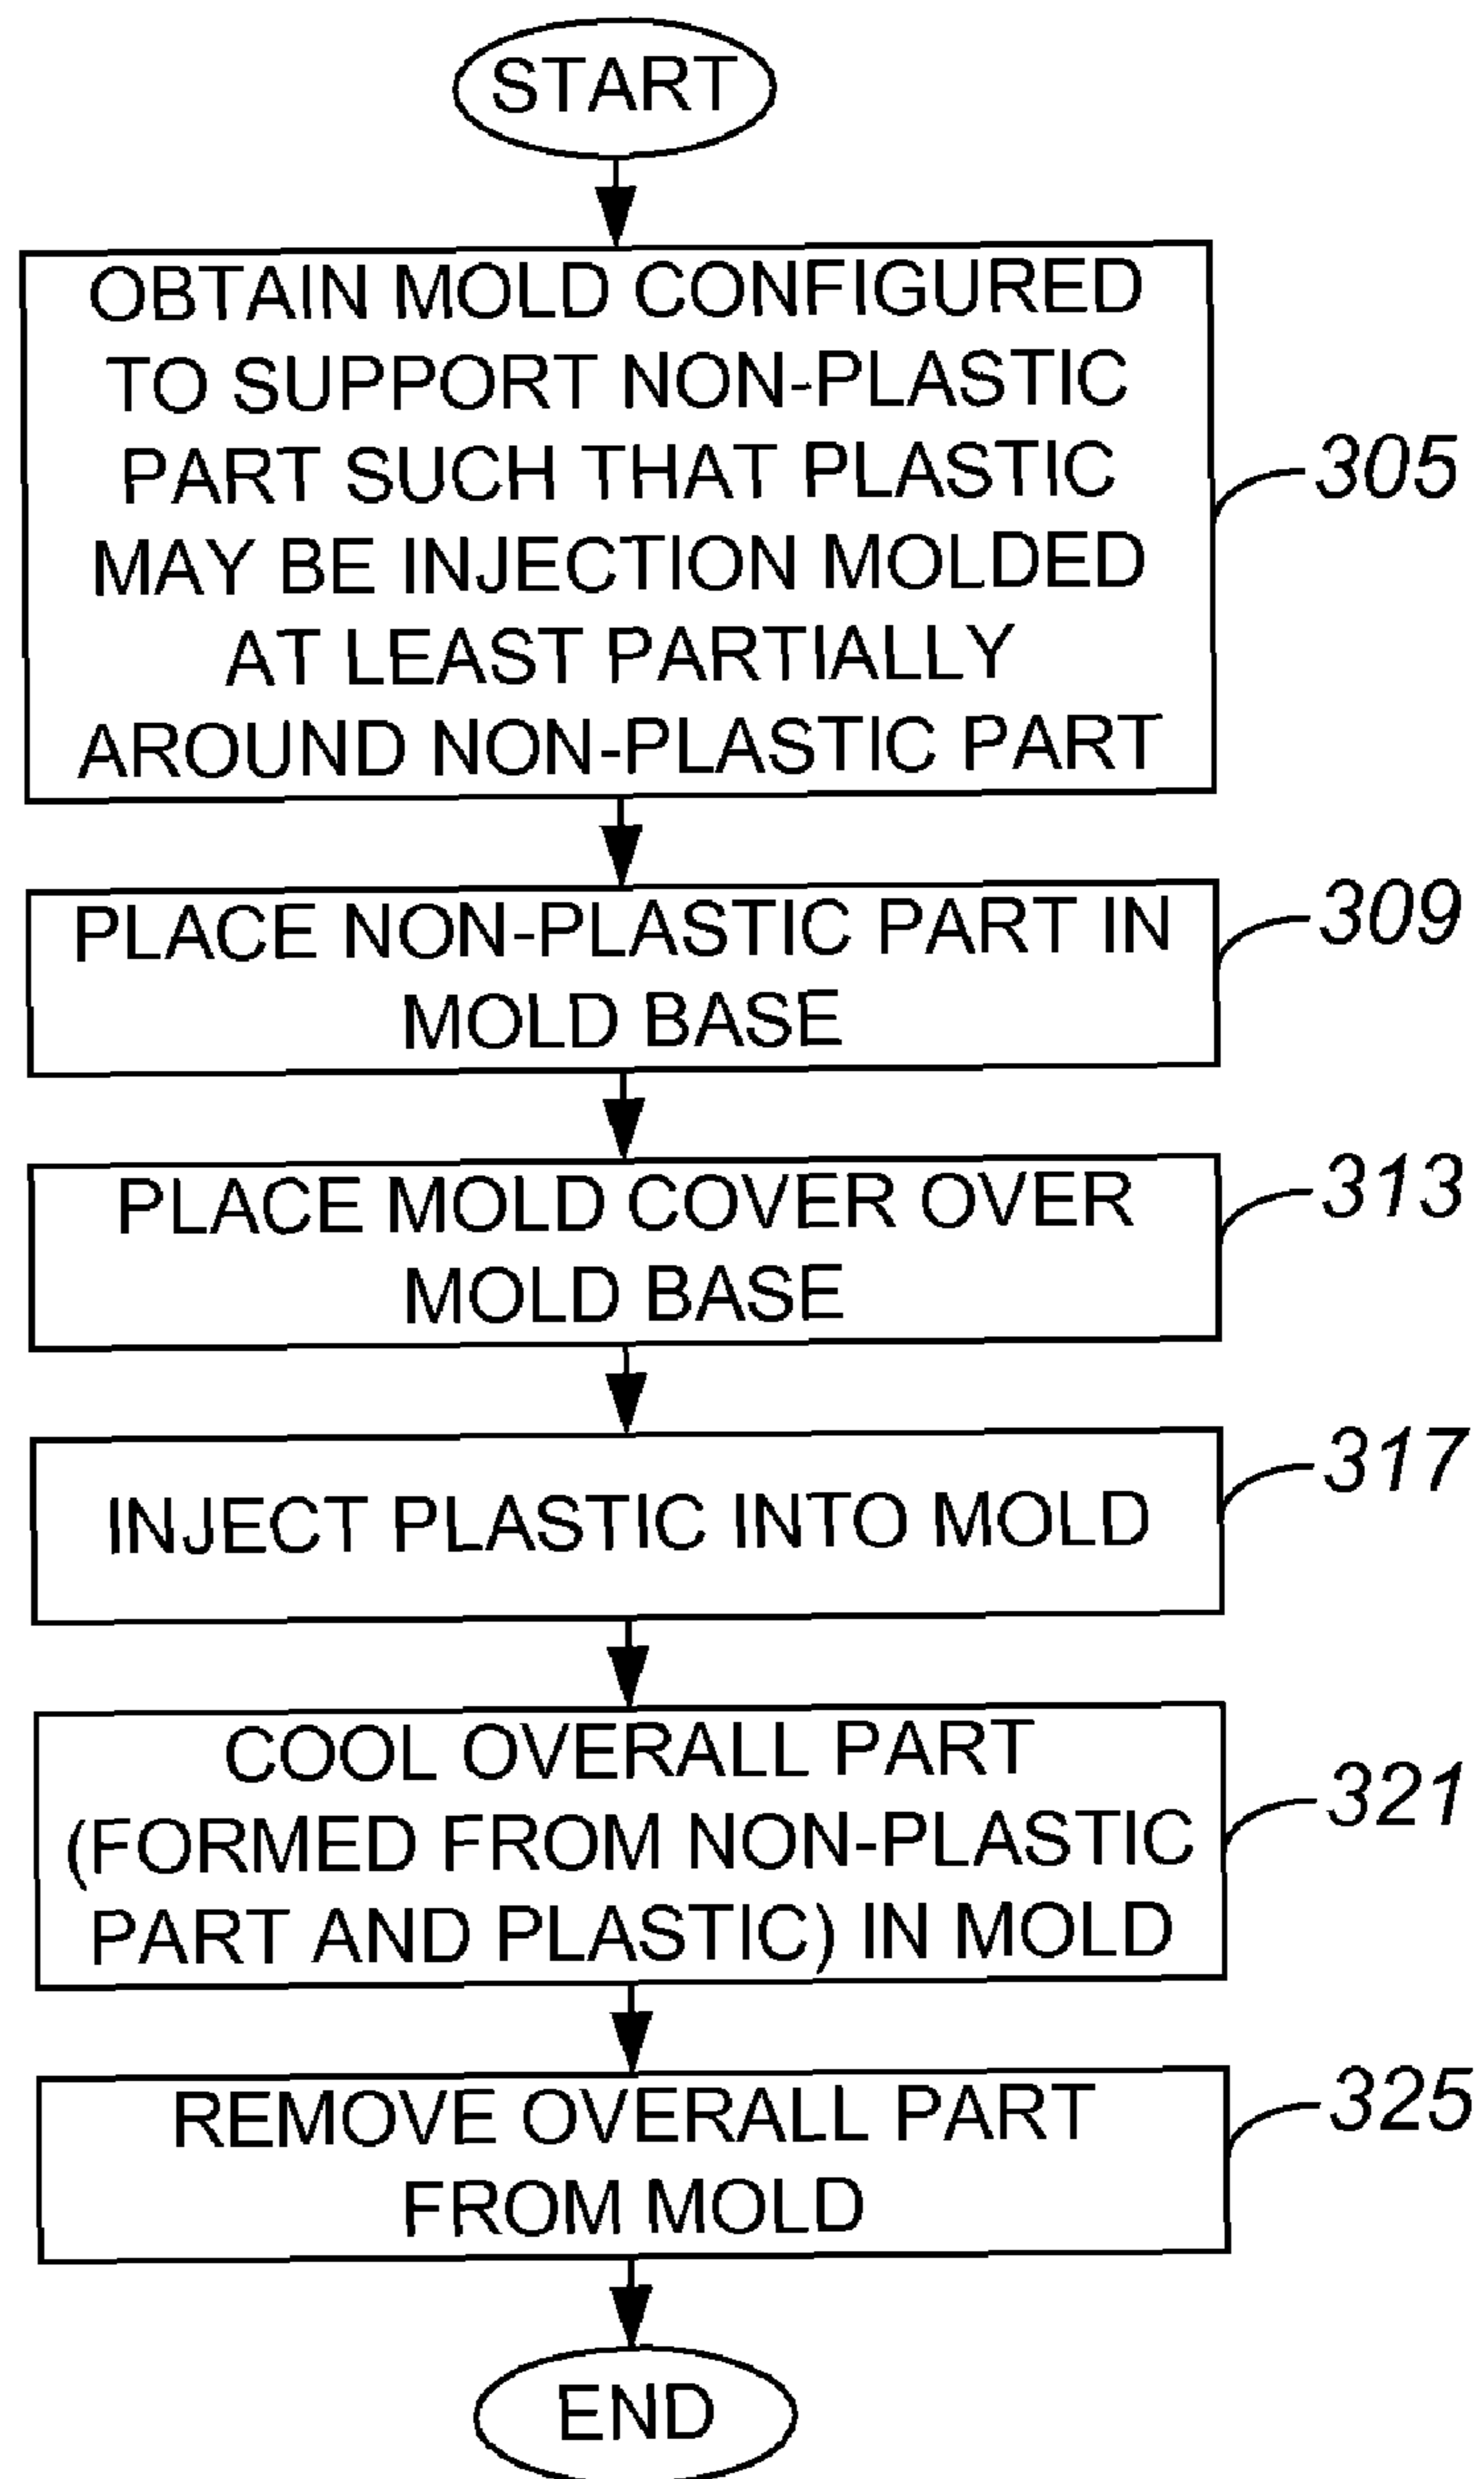 START
OBTAIN MOLD CONFIGURED
TO SUPPORT NON-PLASTIC
PART SUCH THAT PLASTIC
MAY BE INJECTION MOLDED
AT LEAST PARTIALLY
AROUND NON-PLASTIC PART
305
PLACE NON-PLASTIC PART IN
MOLD BASE
309
PLACE MOLD COVER OVER
MOLD BASE
313
INJECT PLASTIC INTO MOLD
317
COOL OVERALL PART
(FORMED FROM NON-PLASTIC
PART AND PLASTIC) IN MOLD
321
REMOVE OVERALL PART
FROM MOLD
325
END